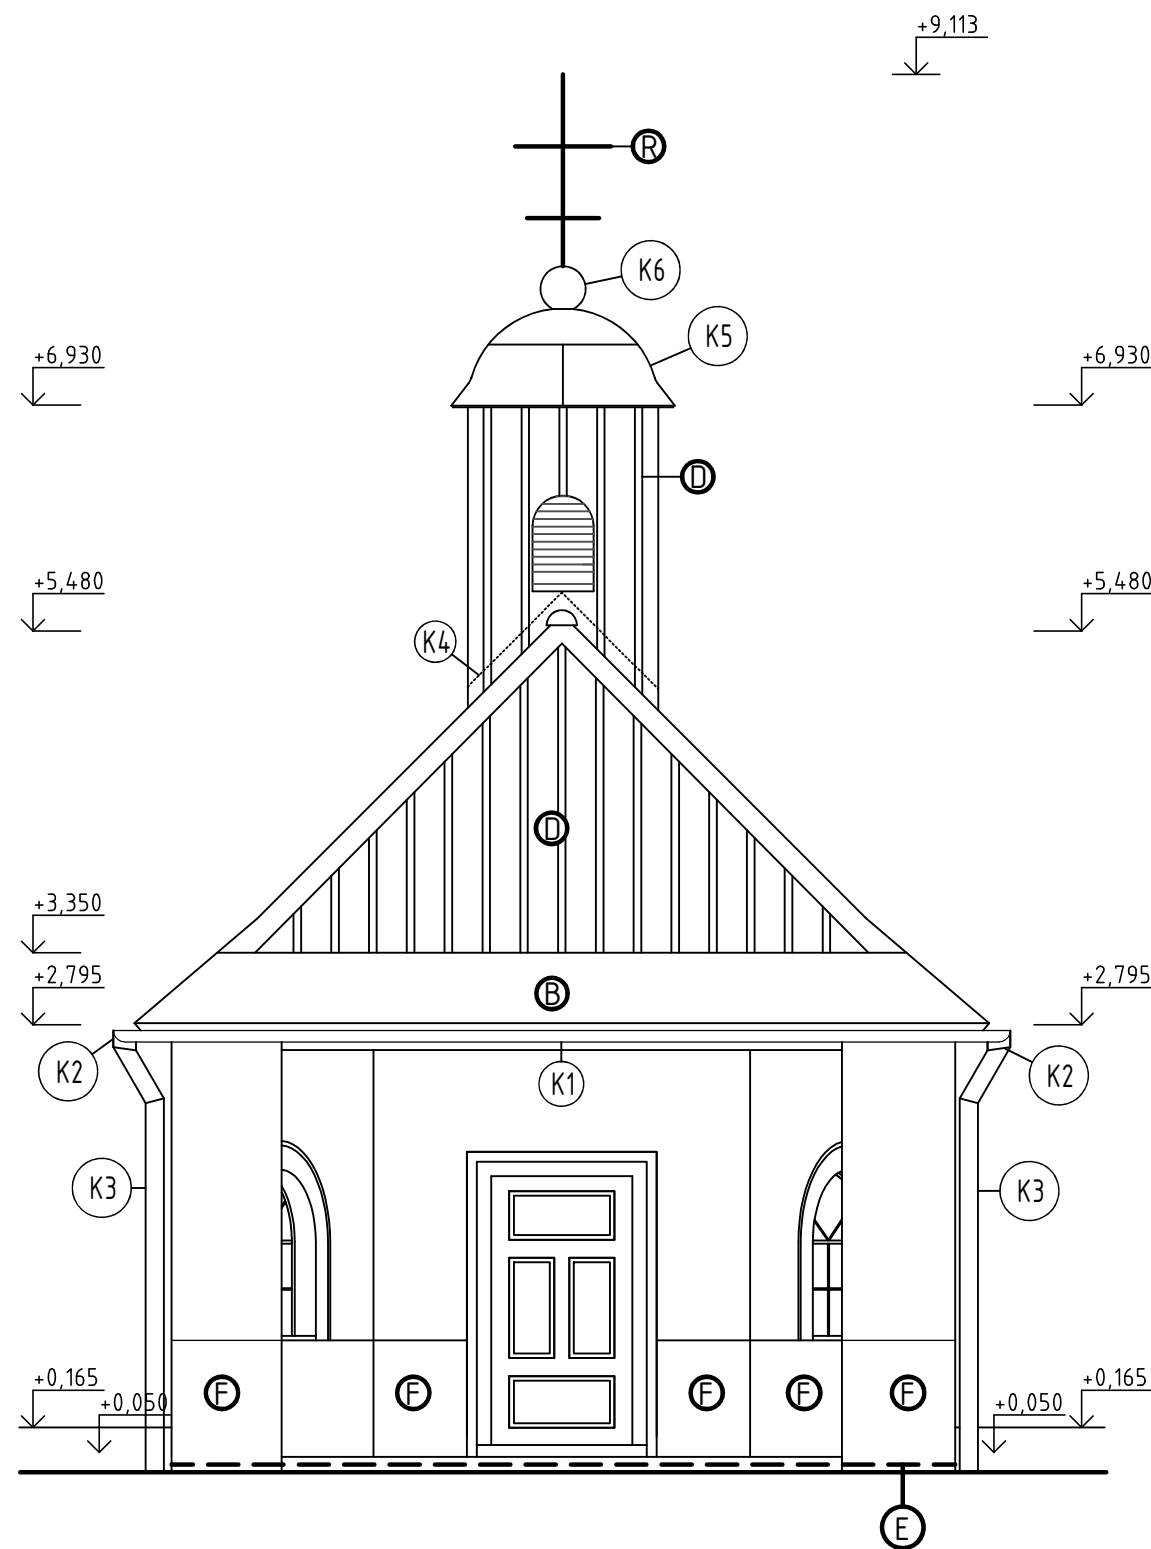 +9,113
R
K6
K5
+6,930 +6,930
D
+5,480 +5,480
K4
D
+3,350
+2,795 +2,795
B
K2 K1 K2
K3 K3
+0,165 F F F F F +0,165
+0,050 +0,050
E